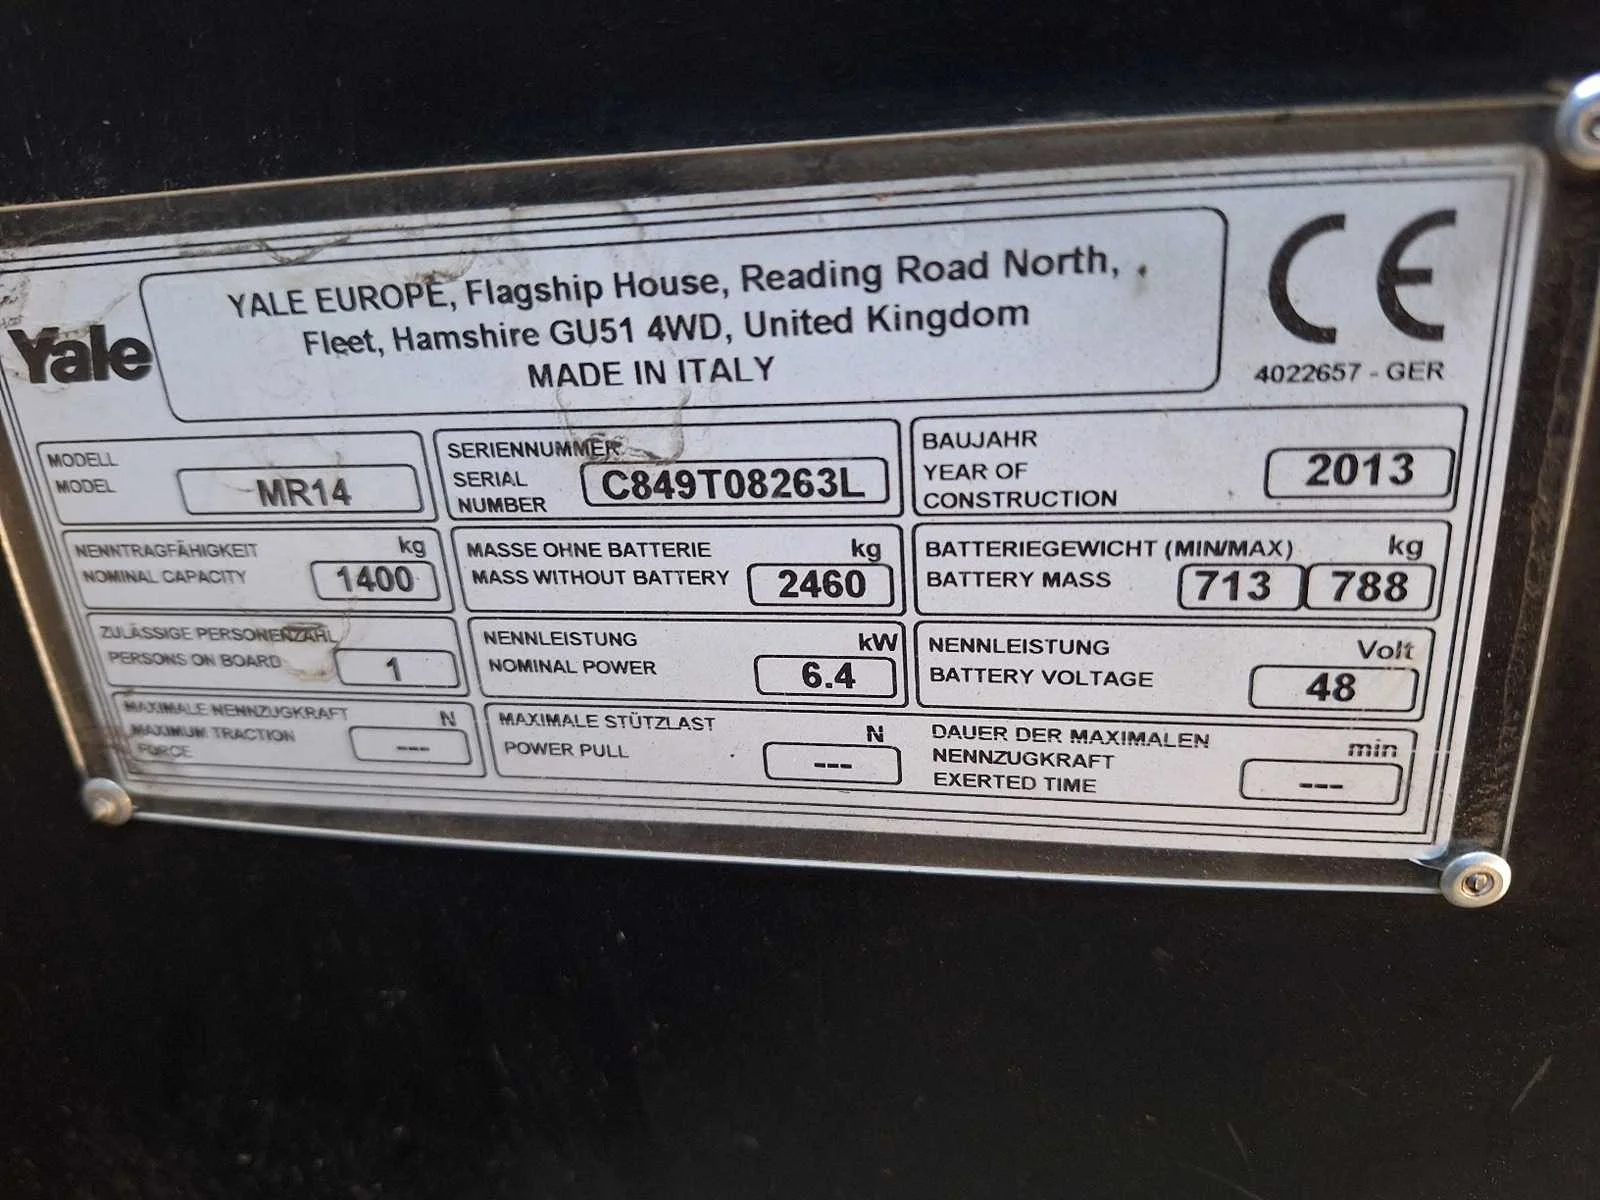 Yale
YALE EUROPE, Flagship House, Reading Road North,
Fleet, Hamshire GU51 4WD, United Kingdom
MADE IN ITALY
CE
4022657 - GER
MODELL
MODEL
MR14
SERIENNUMMER
SERIAL
NUMBER
C849T08263L
BAUJAHR
YEAR OF
CONSTRUCTION
2013
NENNTRAGFÄHIGKEIT
NOMINAL CAPACITY
kg
1400
MASSE OHNE BATTERIE
MASS WITHOUT BATTERY
kg
2460
BATTERIEGEWICHT (MIN/MAX)
BATTERY MASS
kg
713 788
ZULÄSSIGE PERSONENZAHL
PERSONS ON BOARD
1
NENNLEISTUNG
NOMINAL POWER
kW
6.4
NENNLEISTUNG
BATTERY VOLTAGE
Volt
48
MAXIMALE NENNZUGKRAFT
MAXIMUM TRACTION
FORCE
N
---
MAXIMALE STÜTZLAST
POWER PULL
N
---
DAUER DER MAXIMALEN
NENNZUGKRAFT
EXERTED TIME
min
---